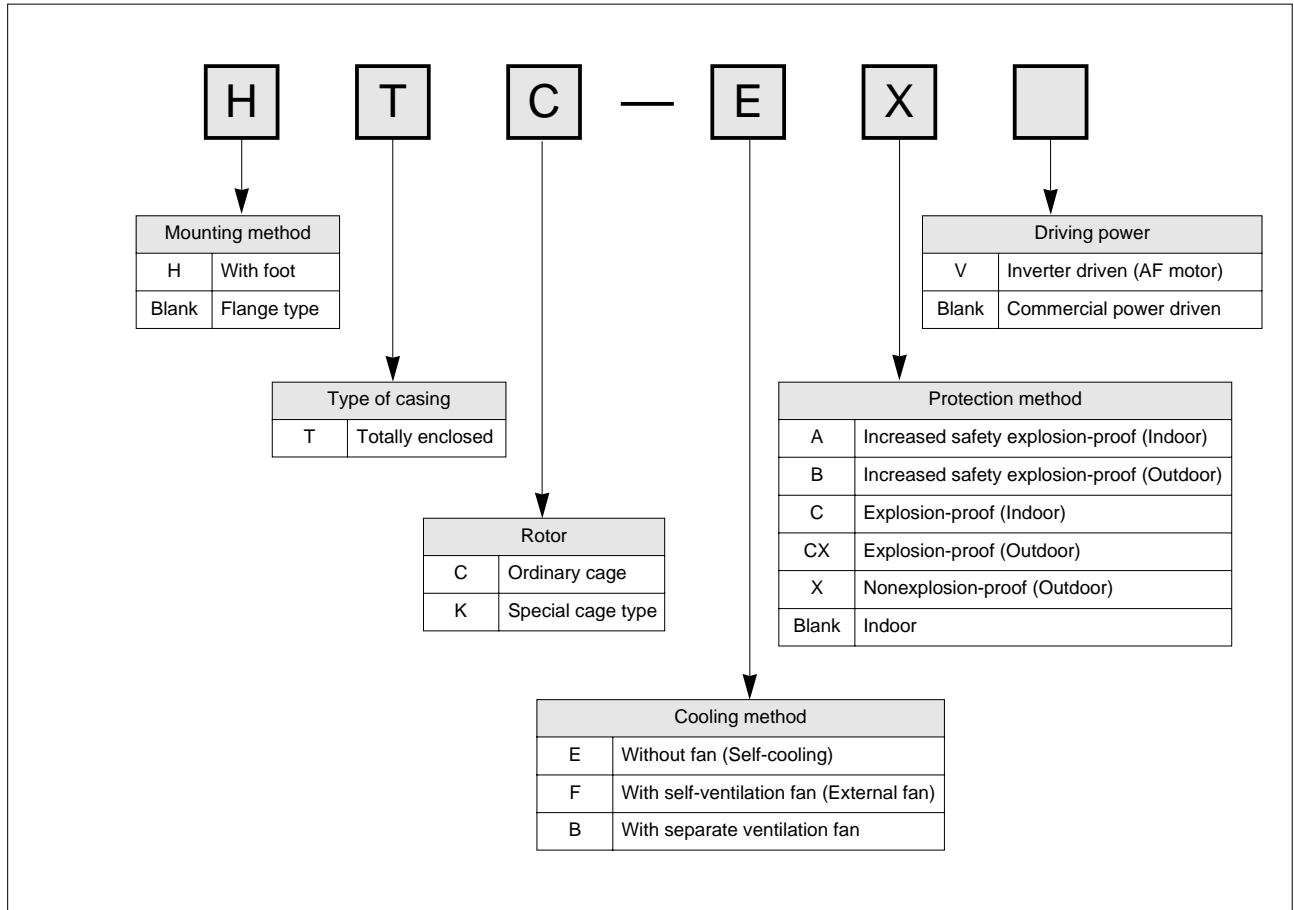 H T C — E X
Mounting method
H With foot
Blank Flange type
Driving power
V Inverter driven (AF motor)
Blank Commercial power driven
Type of casing
T Totally enclosed
Protection method
A Increased safety explosion-proof (Indoor)
B Increased safety explosion-proof (Outdoor)
C Explosion-proof (Indoor)
CX Explosion-proof (Outdoor)
X Nonexplosion-proof (Outdoor)
Blank Indoor
Rotor
C Ordinary cage
K Special cage type
Cooling method
E Without fan (Self-cooling)
F With self-ventilation fan (External fan)
B With separate ventilation fan